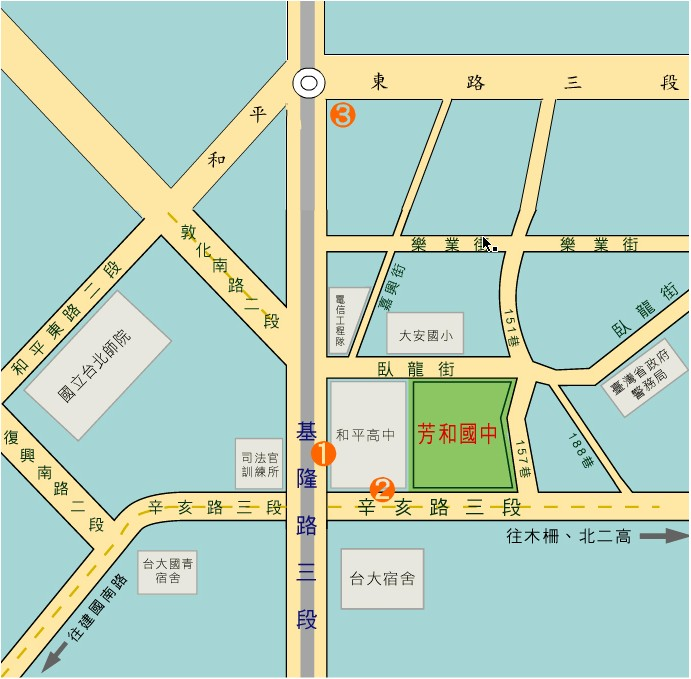 和平東路三段
3
敦化南路二段
樂業街
樂業街
嘉興街
電信工程隊
大安國小
151巷
臥龍街
和平東路二段
國立台北師院
臥龍街
臺灣省政府
警務局
復興南路二段
基隆路三段
和平高中
芳和國中
1
司法官
訓練所
157巷
188巷
2
辛亥路三段
辛亥路三段
往木柵、北二高
台大國青
宿舍
台大宿舍
往建國南路